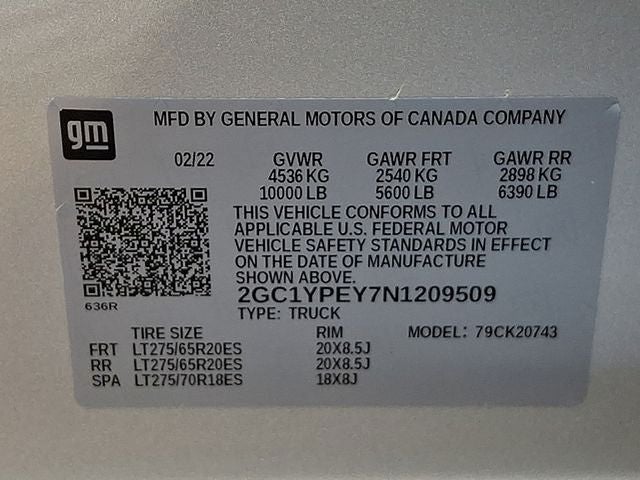 gm
MFD BY GENERAL MOTORS OF CANADA COMPANY
02/22 GVWR GAWR FRT GAWR RR
4536 KG 2540 KG 2898 KG
10000 LB 5600 LB 6390 LB
THIS VEHICLE CONFORMS TO ALL
APPLICABLE U.S. FEDERAL MOTOR
VEHICLE SAFETY STANDARDS IN EFFECT
ON THE DATE OF MANUFACTURE
SHOWN ABOVE.
2GC1YPEY7N1209509
636R
TYPE: TRUCK
TIRE SIZE RIM MODEL: 79CK20743
FRT LT275/65R20ES 20X8.5J
RR LT275/65R20ES 20X8.5J
SPA LT275/70R18ES 18X8J